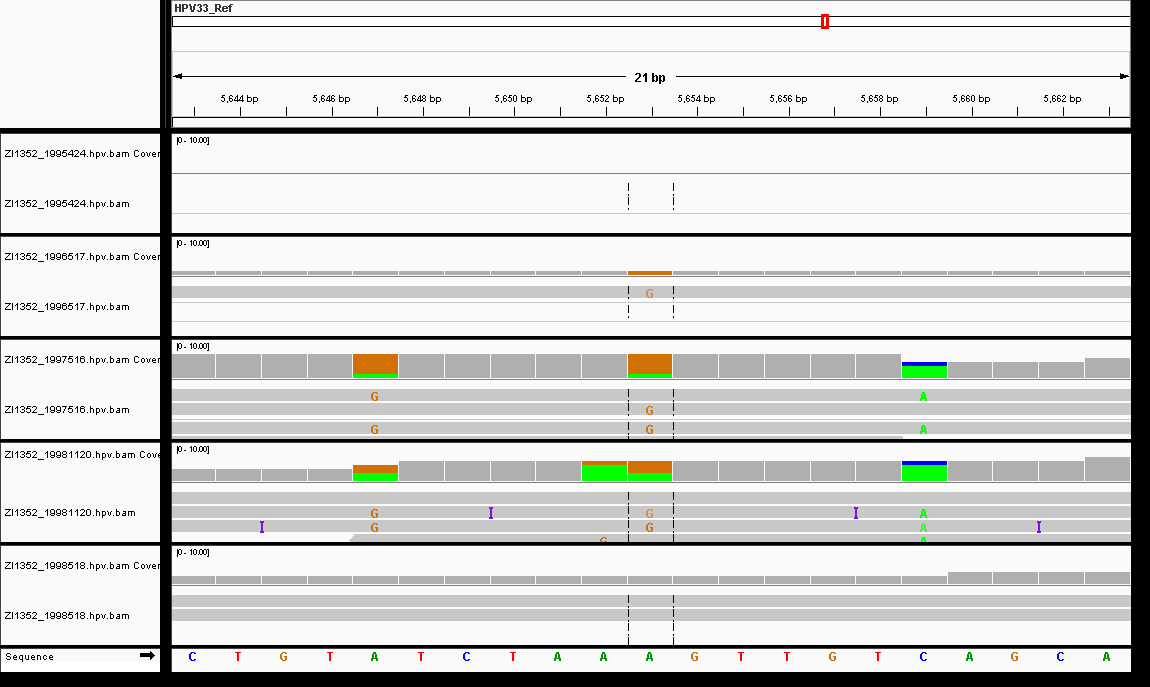 HPV33_Ref
21 bp
5,644 bp 5,646 bp 5,648 bp 5,650 bp 5,652 bp 5,654 bp 5,656 bp 5,658 bp 5,660 bp 5,662 bp
[0 - 10.00]
ZI1352_1995424.hpv.bam Cover
ZI1352_1995424.hpv.bam
[0 - 10.00]
ZI1352_1996517.hpv.bam Cover
G
ZI1352_1996517.hpv.bam
[0 - 10.00]
ZI1352_1997516.hpv.bam Cover
G A
ZI1352_1997516.hpv.bam G
G G A
[0 - 10.00]
ZI1352_19981120.hpv.bam Cove
ZI1352_19981120.hpv.bam G I G I A
I G G A I
G A
[0 - 10.00]
ZI1352_1998518.hpv.bam Cover
ZI1352_1998518.hpv.bam
Sequence C T G T A T C T A A A G T T G T C A G C A